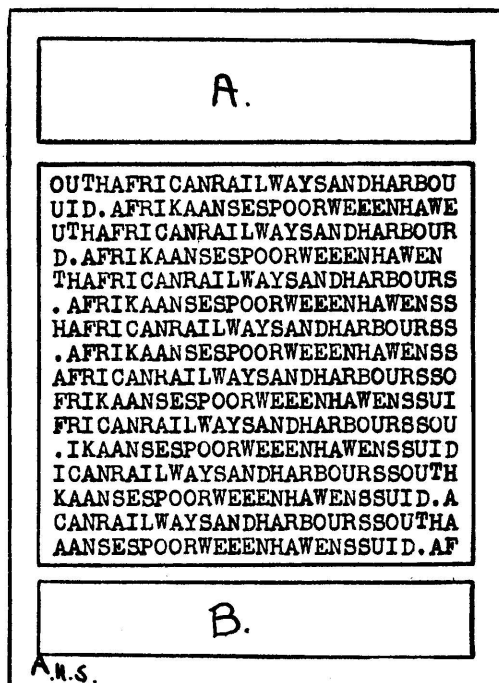 A.
OUTHAFRICANRAILWAYSANDHARBOU
UID.AFRIKAANSESPOORWEEENHAWE
UTHAFRICANRAILWAYSANDHARBOUR
D.AFRIKAANSESPOORWEEENHAWEN
THAFRICANRAILWAYSANDHARBOURS
.AFRIKAANSESPOORWEEENHAWENSS
HAFRICANRAILWAYSANDHARBOURSS
.AFRIKAANSESPOORWEEENHAWENSS
AFRICANRAILWAYSANDHARBOURSSO
FRIKAANSESPOORWEEENHAWENSSUI
FRICANRAILWAYSANDHARBOURSSOU
.IKAANSESPOORWEEENHAWENSSUID
ICANRAILWAYSANDHARBOURSSOUTH
KAANSESPOORWEEENHAWENSSUID.A
CANRAILWAYSANDHARBOURSSOUTHA
AANSESPOORWEEENHAWENSSUID.AF
B.
A.H.S.